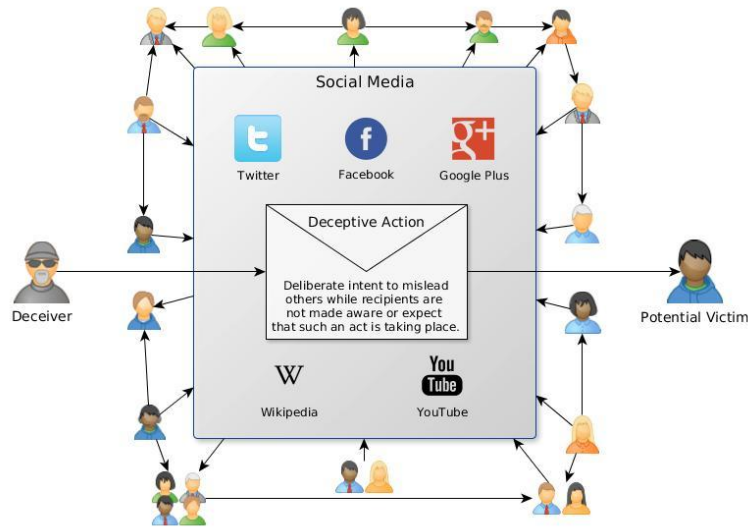 Social Media
t
f
g+
Twitter
Facebook
Google Plus
Deceptive Action
Deliberate intent to mislead
others while recipients are
not made aware or expect
that such an act is taking place.
Deceiver
Potential Victim
W
You
Tube
Wikipedia
YouTube